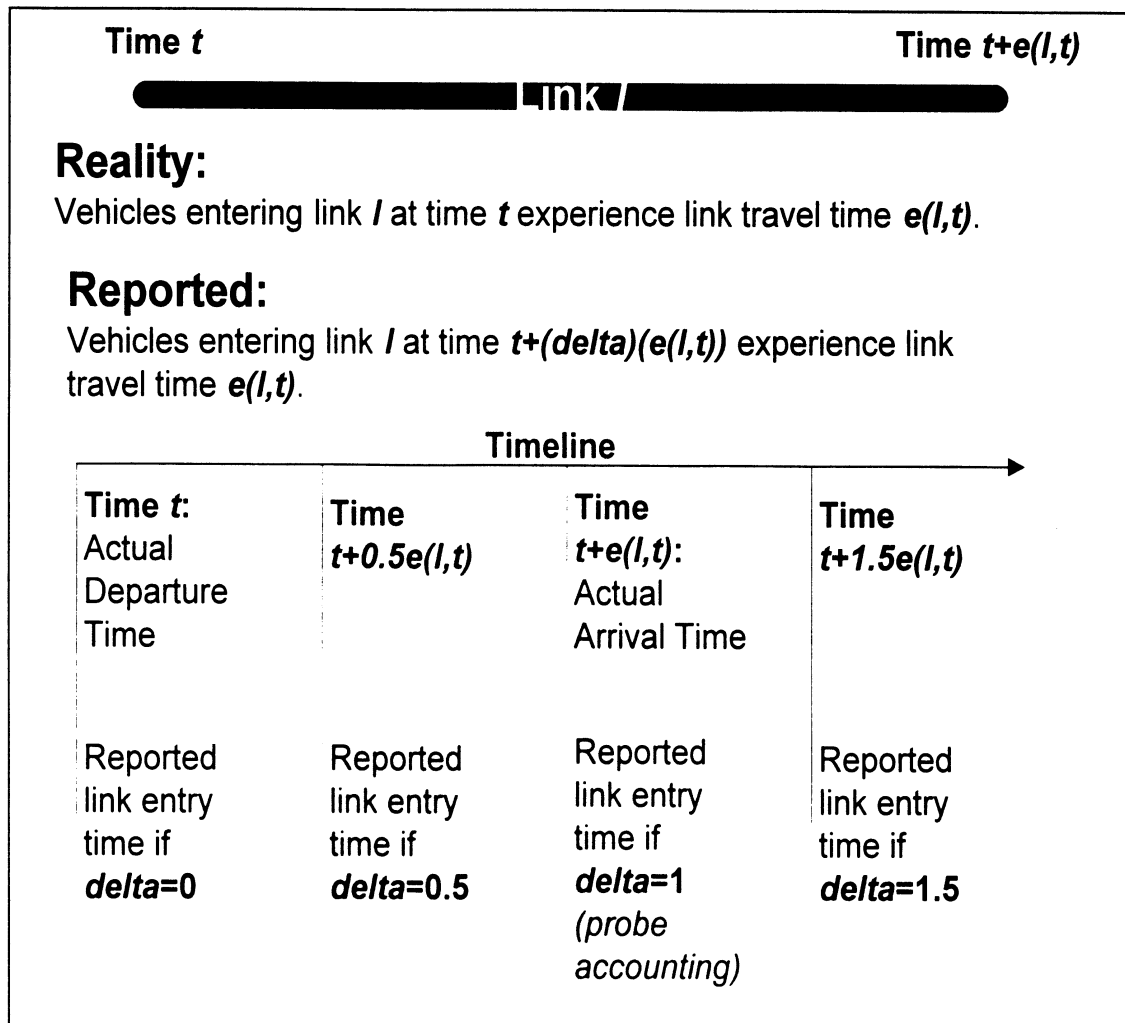 Time t
Time t+e(l,t)
Link l
Reality:
Vehicles entering link l at time t experience link travel time e(l,t).
Reported:
Vehicles entering link l at time t+(delta)(e(l,t)) experience link
travel time e(l,t).
Timeline
Time t:
Actual
Departure
Time
Time
t+0.5e(l,t)
Time
t+e(l,t):
Actual
Arrival Time
Time
t+1.5e(l,t)
Reported
link entry
time if
delta=0
Reported
link entry
time if
delta=0.5
Reported
link entry
time if
delta=1
(probe
accounting)
Reported
link entry
time if
delta=1.5